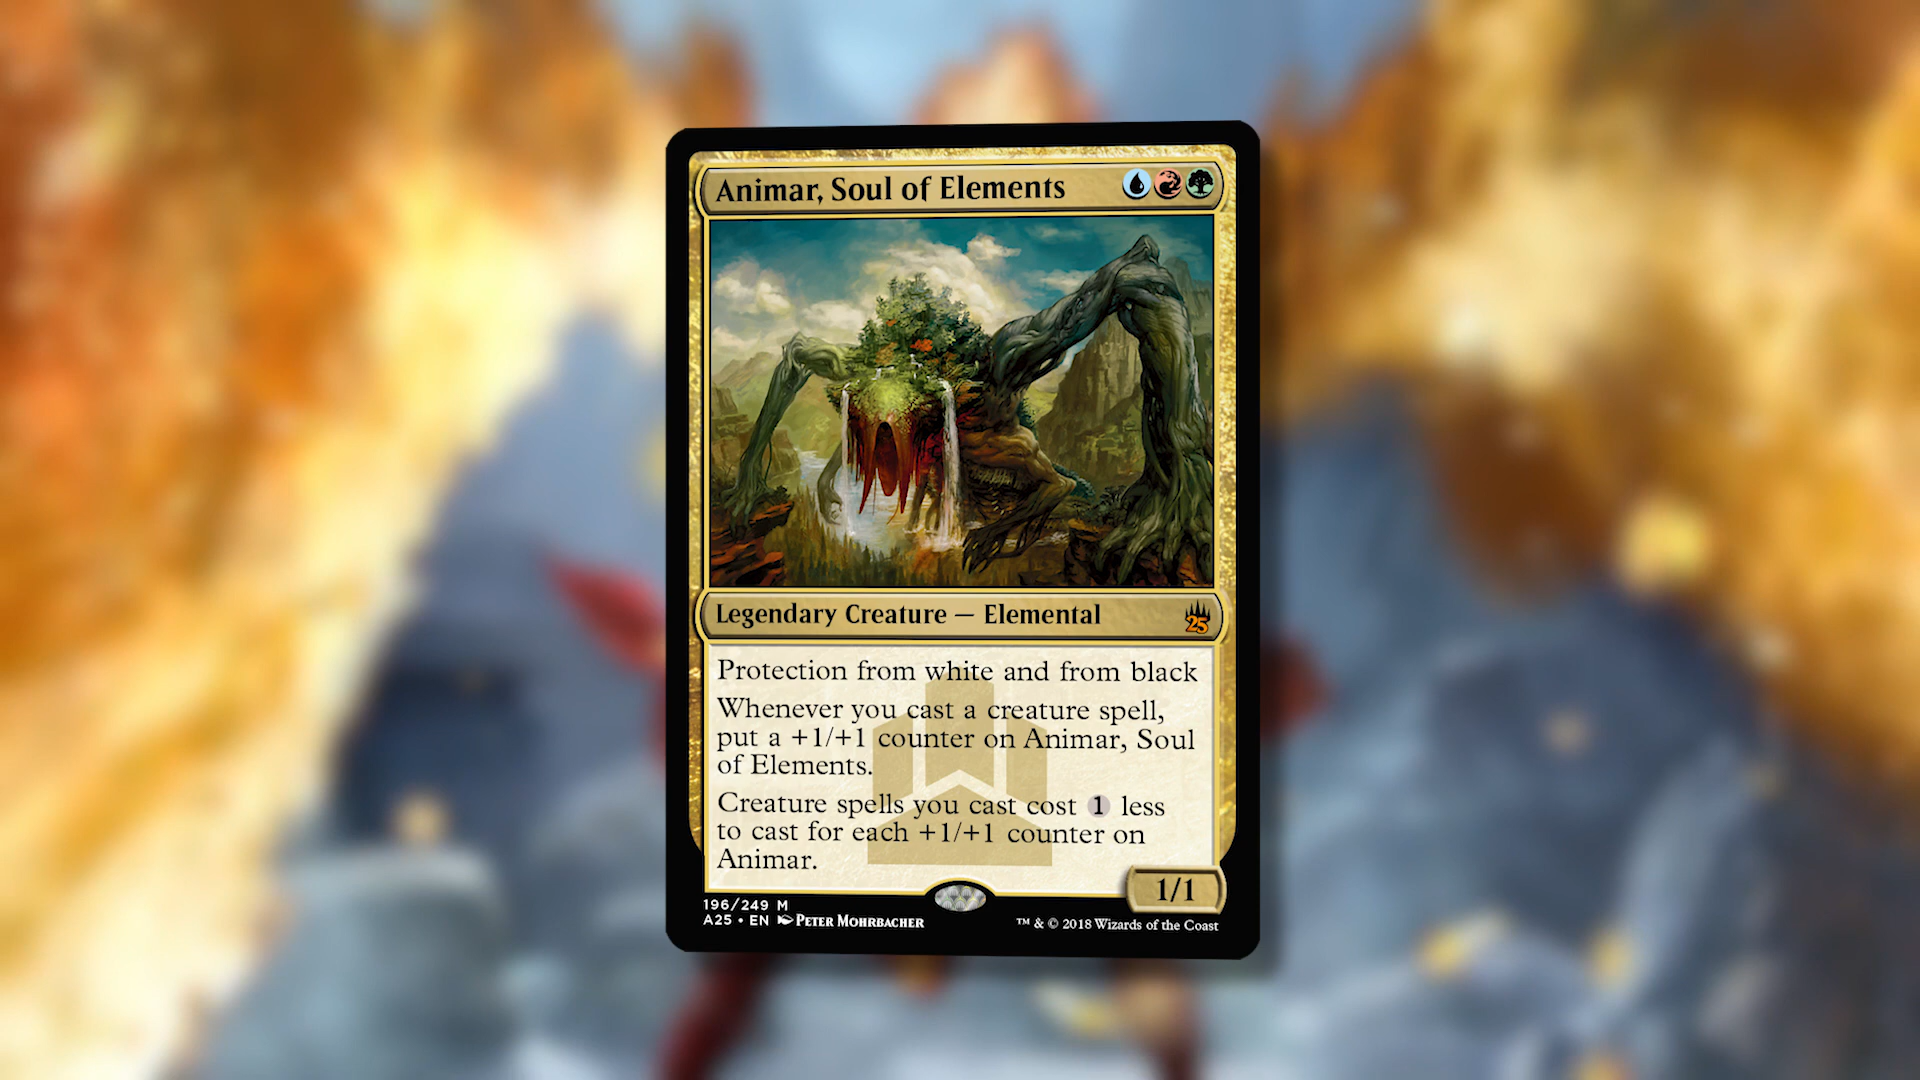 Animar, Soul of Elements
Legendary Creature — Elemental
25
Protection from white and from black
Whenever you cast a creature spell,
put a +1/+1 counter on Animar, Soul
of Elements.
Creature spells you cast cost 1 less
to cast for each +1/+1 counter on
Animar.
1/1
196/249 M
A25 • EN Peter Mohrbacher
™ & © 2018 Wizards of the Coast